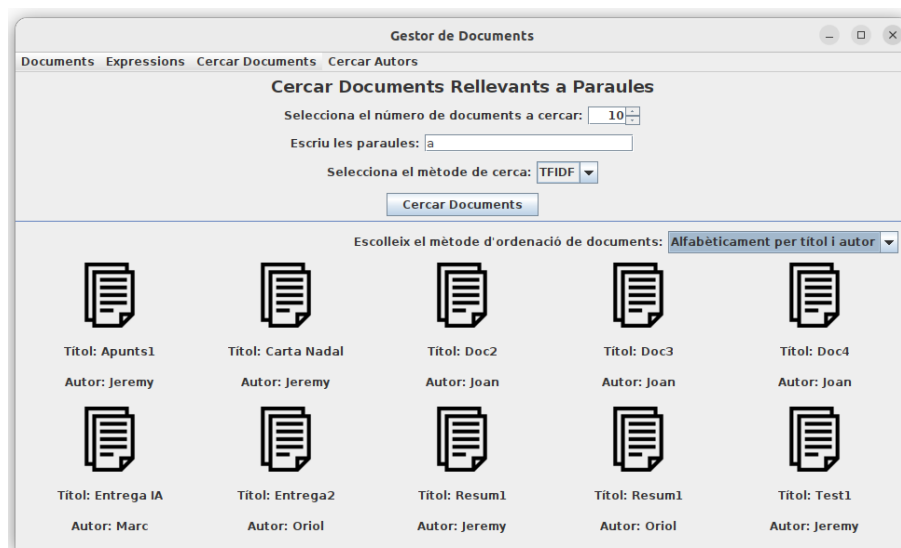 Gestor de Documents
Documents Expressions Cercar Documents Cercar Autors
Cercar Documents Rellevants a Paraules
Selecciona el número de documents a cercar: 10
Escriu les paraules: a
Selecciona el mètode de cerca: TFIDF
Cercar Documents
Escolleix el mètode d'ordenació de documents: Alfabèticament per títol i autor
Títol: Apunts1 Títol: Carta Nadal Títol: Doc2 Títol: Doc3 Títol: Doc4
Autor: Jeremy Autor: Jeremy Autor: Joan Autor: Joan Autor: Joan
Títol: Entrega IA Títol: Entrega2 Títol: Resum1 Títol: Resum1 Títol: Test1
Autor: Marc Autor: Oriol Autor: Jeremy Autor: Oriol Autor: Jeremy